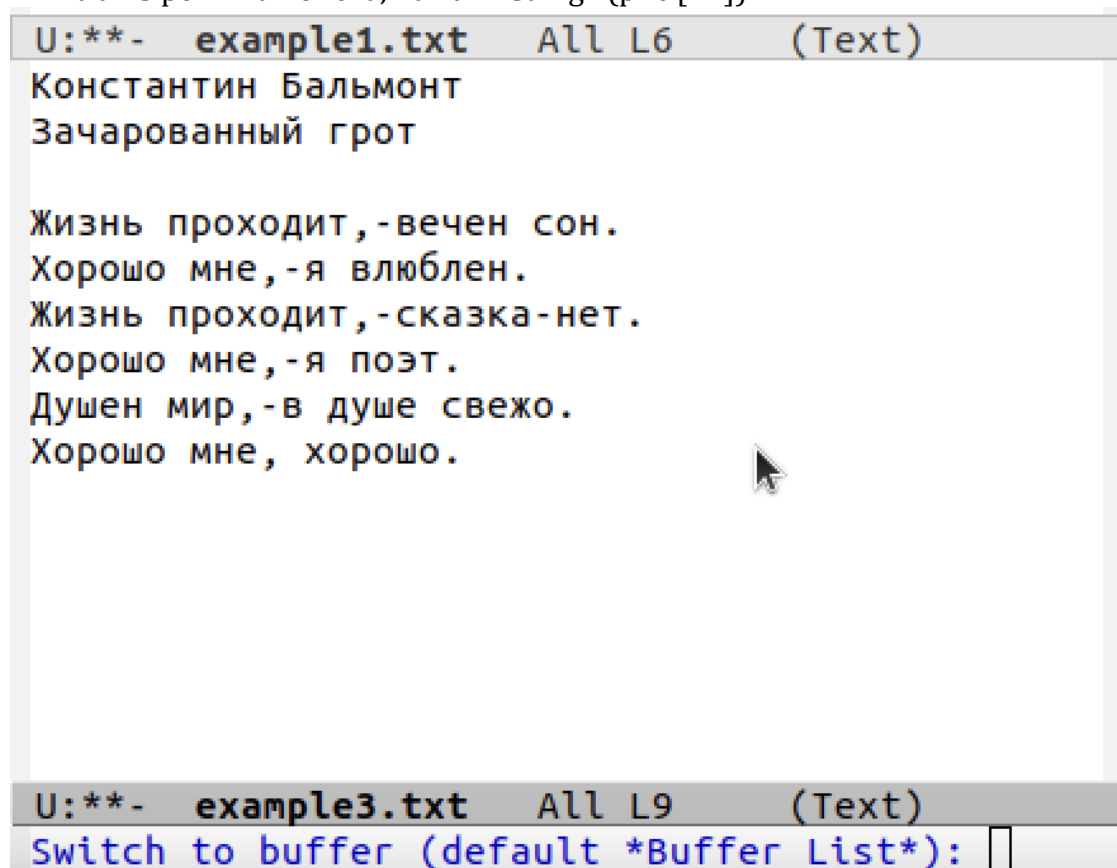 U:**-  example1.txt   All L6     (Text)
Константин Бальмонт
Зачарованный грот
Жизнь проходит,-вечен сон.
Хорошо мне,-я влюблен.
Жизнь проходит,-сказка-нет.
Хорошо мне,-я поэт.
Душен мир,-в душе свежо.
Хорошо мне, хорошо.
U:**-  example3.txt   All L9     (Text)
Switch to buffer (default *Buffer List*):